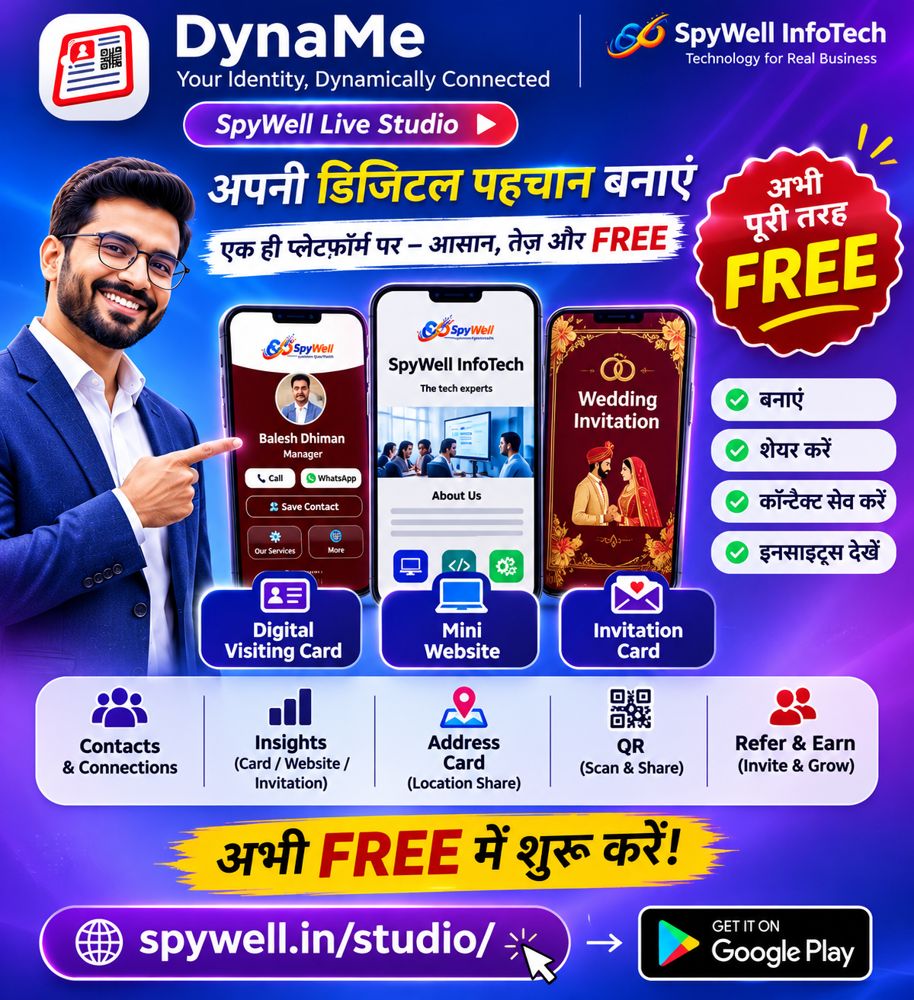 DynaMe
Your Identity, Dynamically Connected
SpyWell InfoTech
Technology for Real Business
SpyWell Live Studio
अपनी डिजिटल पहचान बनाएं
एक ही प्लेटफ़ॉर्म पर – आसान, तेज़ और FREE
अभी
पूरी तरह
FREE
SpyWell
Balesh Dhiman
Manager
Call
WhatsApp
Save Contact
Our Services
More
SpyWell
SpyWell InfoTech
The tech experts
About Us
Wedding
Invitation
बनाएं
शेयर करें
कॉन्टैक्ट सेव करें
इनसाइट्स देखें
Digital
Visiting Card
Mini
Website
Invitation
Card
Contacts
& Connections
Insights
(Card / Website /
Invitation)
Address
Card
(Location Share)
QR
(Scan & Share)
Refer & Earn
(Invite & Grow)
अभी FREE में शुरू करें!
spywell.in/studio/
GET IT ON
Google Play